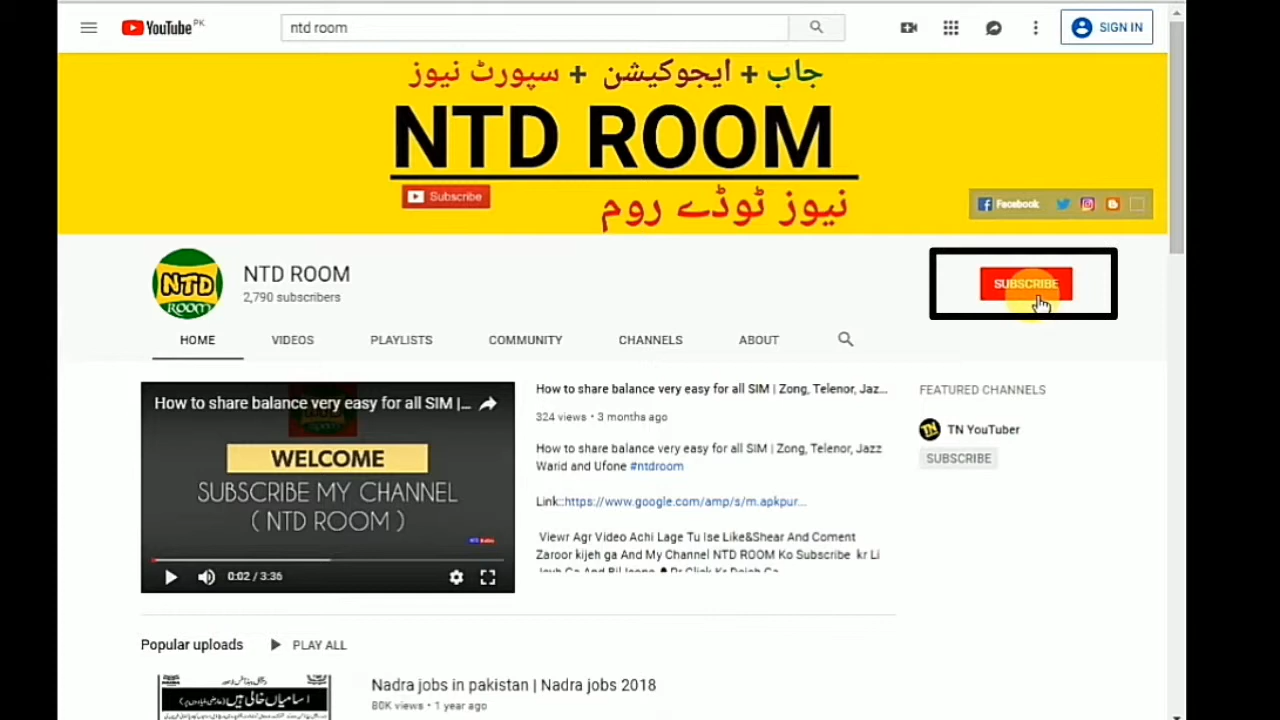 YouTube PK
ntd room
SIGN IN
جاب + ایجوکیشن + سپورٹ نیوز
NTD ROOM
Subscribe
نیوز ٹوڈے روم
Facebook
NTD ROOM
NTD ROOM
2,790 subscribers
SUBSCRIBE
HOME VIDEOS PLAYLISTS COMMUNITY CHANNELS ABOUT
How to share balance very easy for all SIM |...
WELCOME
SUBSCRIBE MY CHANNEL
( NTD ROOM )
0:02 / 3:36
How to share balance very easy for all SIM | Zong, Telenor, Jaz...
324 views • 3 months ago
How to share balance very easy for all SIM | Zong, Telenor, Jazz
Warid and Ufone #ntdroom
Link::https://www.google.com/amp/s/m.apkpur...
Viewr Agr Video Achi Lage Tu Ise Like&Shear And Coment
Zaroor kijeh ga And My Channel NTD ROOM Ko Subscribe kr Li
FEATURED CHANNELS
TN YouTuber
SUBSCRIBE
Popular uploads PLAY ALL
اسامیاں خالی ہیں
Nadra jobs in pakistan | Nadra jobs 2018
80K views • 1 year ago